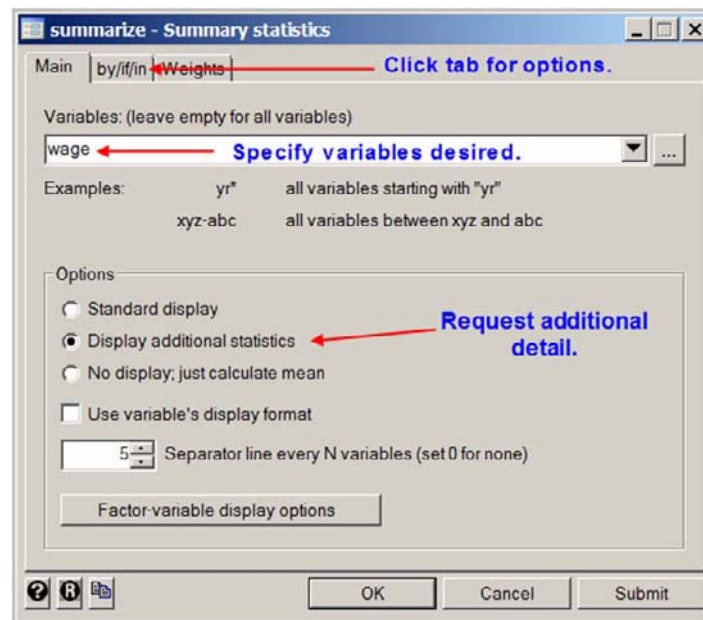 summarize - Summary statistics
Main by/if/in Weights Click tab for options.
Variables: (leave empty for all variables)
wage Specify variables desired. ...
Examples: yr* all variables starting with "yr"
xyz-abc all variables between xyz and abc
Options
Standard display
Display additional statistics
Request additional
detail.
No display; just calculate mean
Use variable's display format
5 Separator line every N variables (set 0 for none)
Factor-variable display options
? R OK Cancel Submit